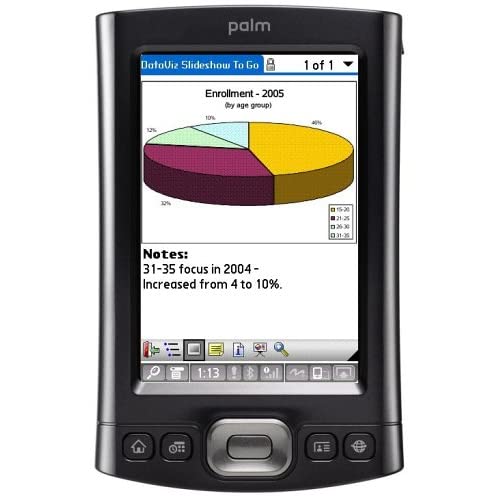 palm
DataViz Slideshow To Go 1 of 1
Enrollment - 2005
(by age group)
10%
46%
12%
32%
15-20
21-25
26-30
31-35
Notes:
31-35 focus in 2004 -
Increased from 4 to 10%.
1:13